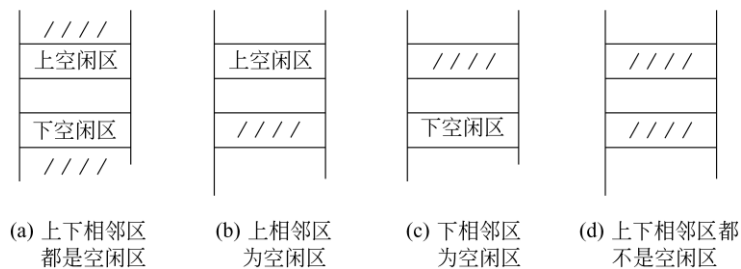 上空闲区
下空闲区
上空闲区
下空闲区
(a) 上下相邻区
都是空闲区
(b) 上相邻区
为空闲区
(c) 下相邻区
为空闲区
(d) 上下相邻区都
不是空闲区